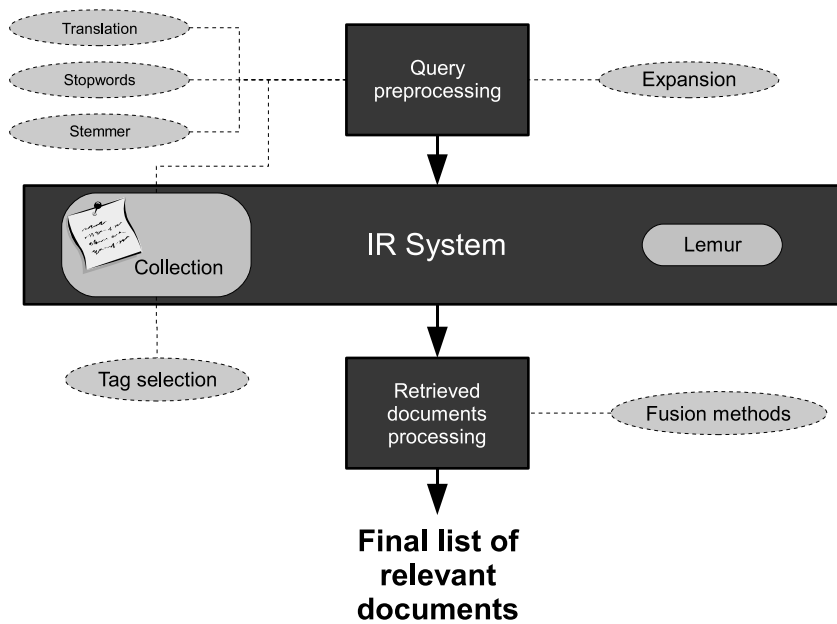 Translation
Stopwords
Stemmer
Query
preprocessing
Expansion
Collection
IR System
Lemur
Tag selection
Retrieved
documents
processing
Fusion methods
Final list of
relevant
documents